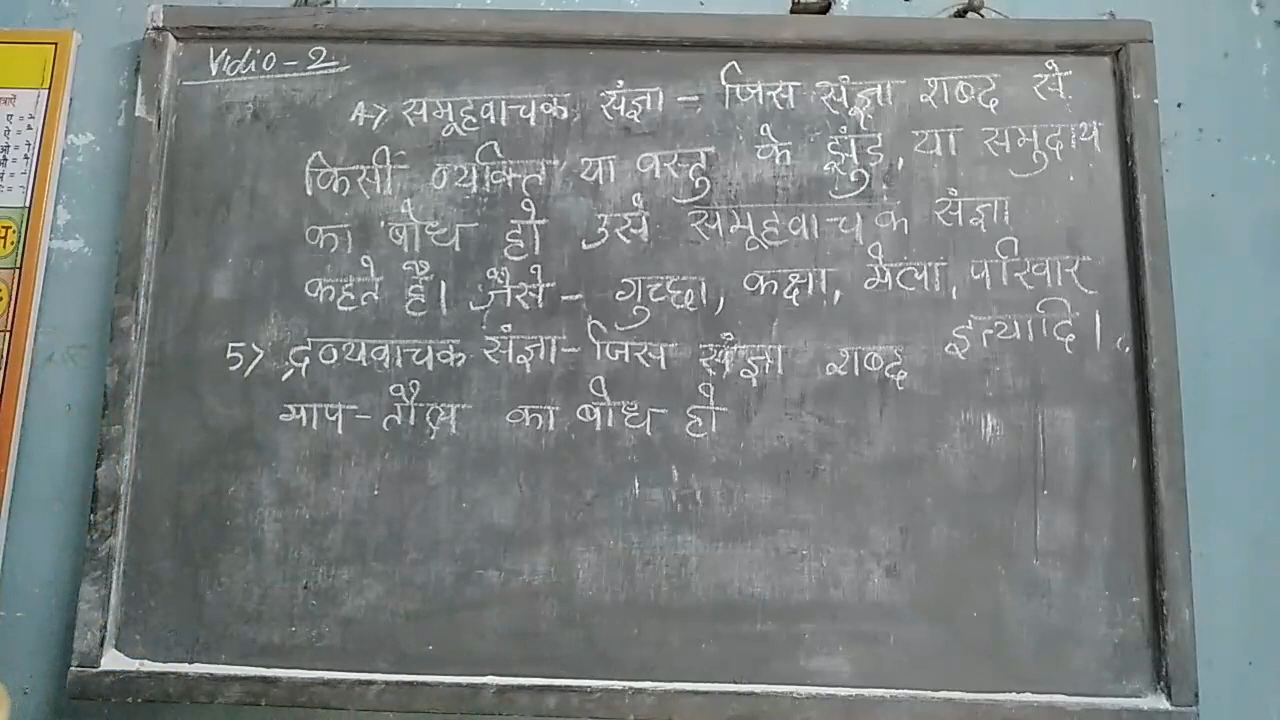 Vidio - 2
4> समूहवाचक संज्ञा - जिस संज्ञा शब्द से
किसी व्यक्ति या वस्तु के झुंड, या समुदाय
का बोध हो उसे समूहवाचक संज्ञा
कहते हैं। जैसे - गुच्छा, कक्षा, मेला, परिवार
इत्यादि।
5> द्रव्यवाचक संज्ञा - जिस संज्ञा शब्द
माप - तौल का बोध हो